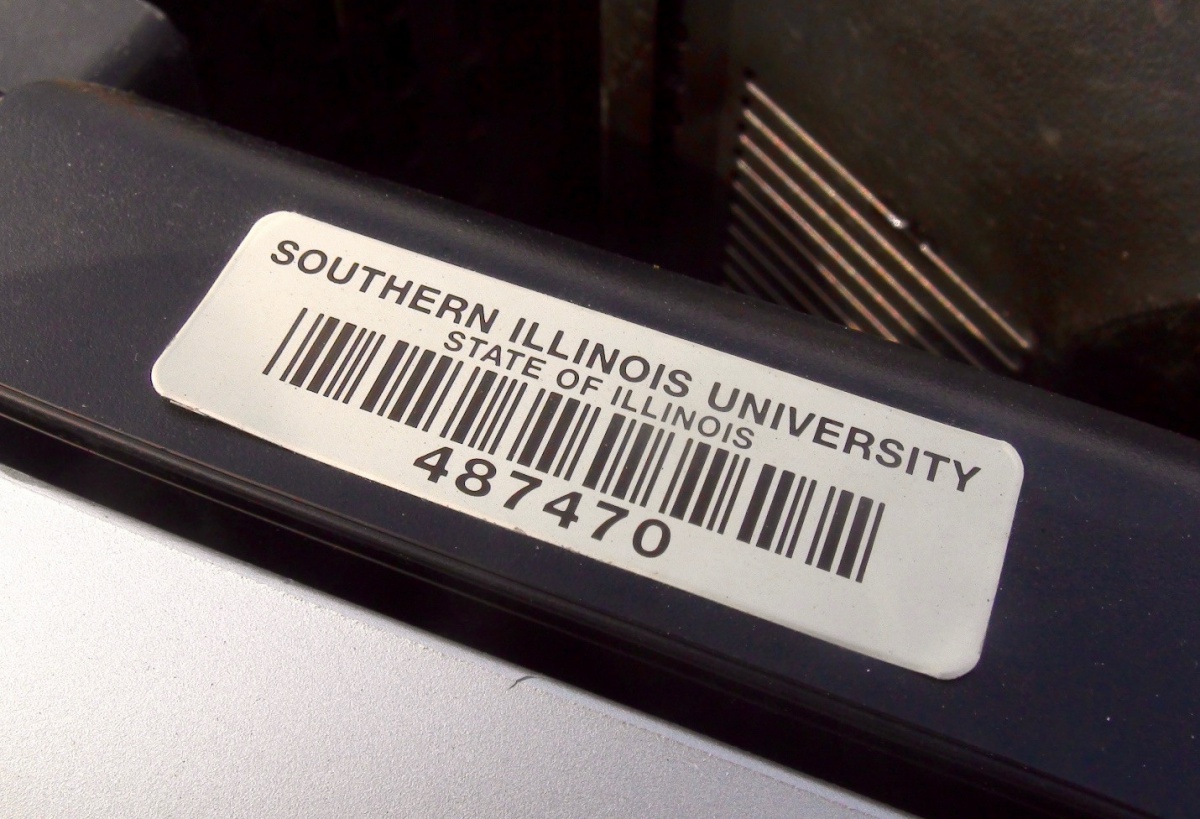 SOUTHERN ILLINOIS UNIVERSITY
STATE OF ILLINOIS
487470